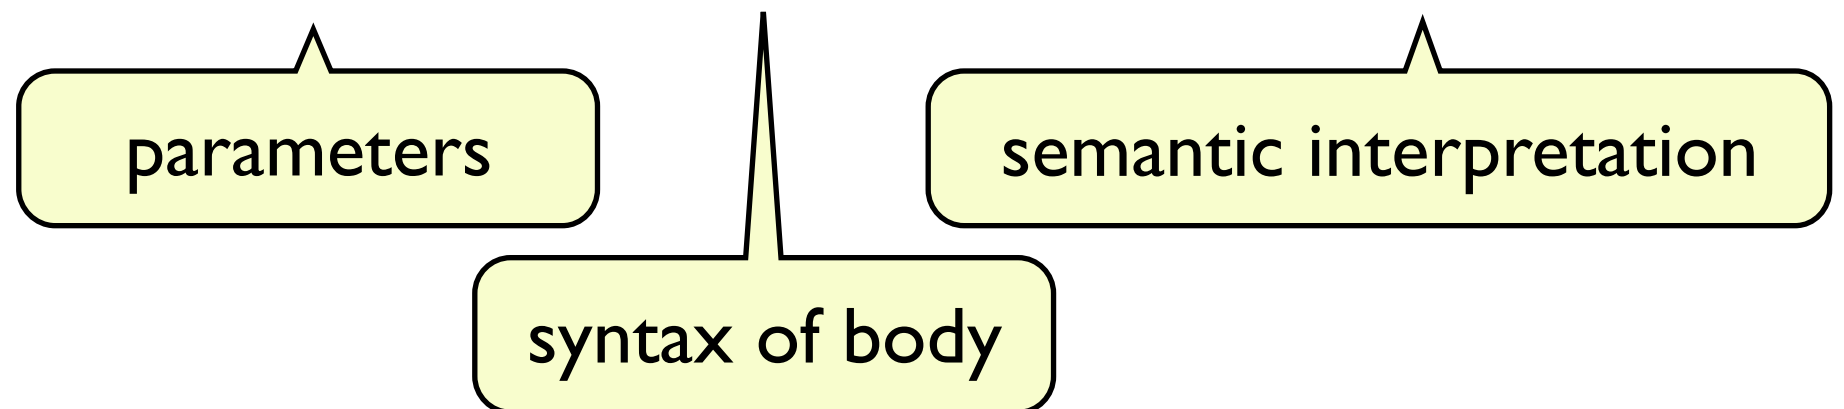 parameters
semantic interpretation
syntax of body